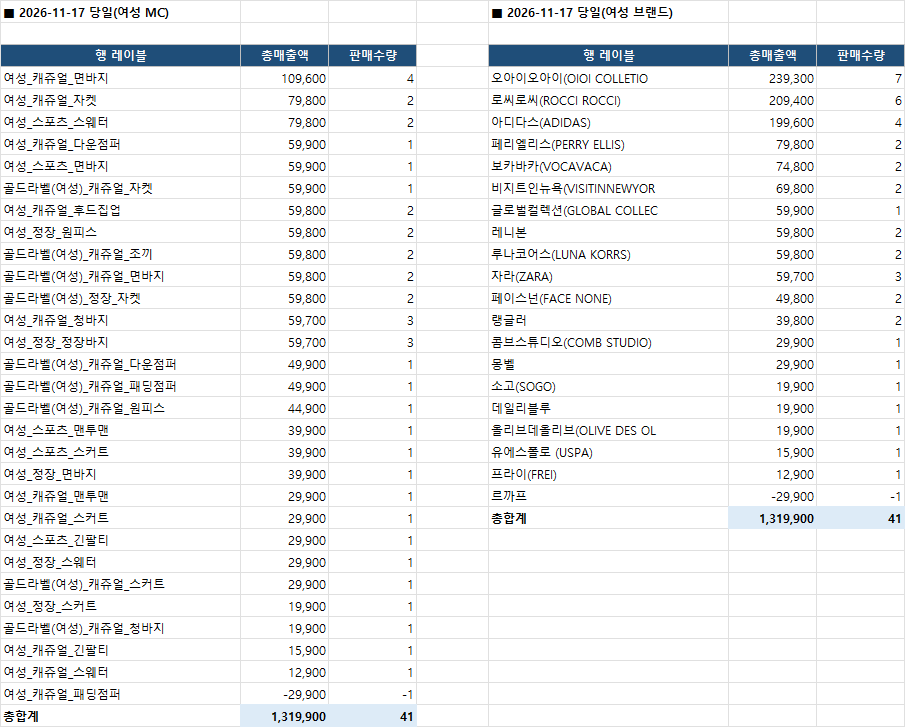 ■ 2026-11-17 당일(여성 MC)
행 레이블 총매출액 판매수량
여성_캐쥬얼_면바지 109,600 4
여성_캐쥬얼_자켓 79,800 2
여성_스포츠_스웨터 79,800 2
여성_캐쥬얼_다운점퍼 59,900 1
여성_스포츠_면바지 59,900 1
골드라벨(여성)_캐쥬얼_자켓 59,900 1
여성_캐쥬얼_후드집업 59,800 2
여성_정장_원피스 59,800 2
골드라벨(여성)_캐쥬얼_조끼 59,800 2
골드라벨(여성)_캐쥬얼_면바지 59,800 2
골드라벨(여성)_정장_자켓 59,800 2
여성_캐쥬얼_청바지 59,700 3
여성_정장_정장바지 59,700 3
골드라벨(여성)_캐쥬얼_다운점퍼 49,900 1
골드라벨(여성)_캐쥬얼_패딩점퍼 49,900 1
골드라벨(여성)_캐쥬얼_원피스 44,900 1
여성_스포츠_맨투맨 39,900 1
여성_스포츠_스커트 39,900 1
여성_정장_면바지 39,900 1
여성_캐쥬얼_맨투맨 29,900 1
여성_캐쥬얼_스커트 29,900 1
여성_스포츠_긴팔티 29,900 1
여성_정장_스웨터 29,900 1
골드라벨(여성)_캐쥬얼_스커트 29,900 1
여성_정장_스커트 19,900 1
골드라벨(여성)_캐쥬얼_청바지 19,900 1
여성_캐쥬얼_긴팔티 15,900 1
여성_캐쥬얼_스웨터 12,900 1
여성_캐쥬얼_패딩점퍼 -29,900 -1
총합계 1,319,900 41
■ 2026-11-17 당일(여성 브랜드)
행 레이블 총매출액 판매수량
오아이오아이(OIOI COLLETIO 239,300 7
로씨로씨(ROCCI ROCCI) 209,400 6
아디다스(ADIDAS) 199,600 4
페리엘리스(PERRY ELLIS) 79,800 2
보카바카(VOCAVACA) 74,800 2
비지트인뉴욕(VISITINNEWYOR 69,800 2
글로벌컬렉션(GLOBAL COLLEC 59,900 1
레니본 59,800 2
루나코어스(LUNA KORRS) 59,800 2
자라(ZARA) 59,700 3
페이스넌(FACE NONE) 49,800 2
랭글러 39,800 2
콤브스튜디오(COMB STUDIO) 29,900 1
몽벨 29,900 1
소고(SOGO) 19,900 1
데일리블루 19,900 1
올리브데올리브(OLIVE DES OL 19,900 1
유에스폴로 (USPA) 15,900 1
프라이(FREI) 12,900 1
르까프 -29,900 -1
총합계 1,319,900 41